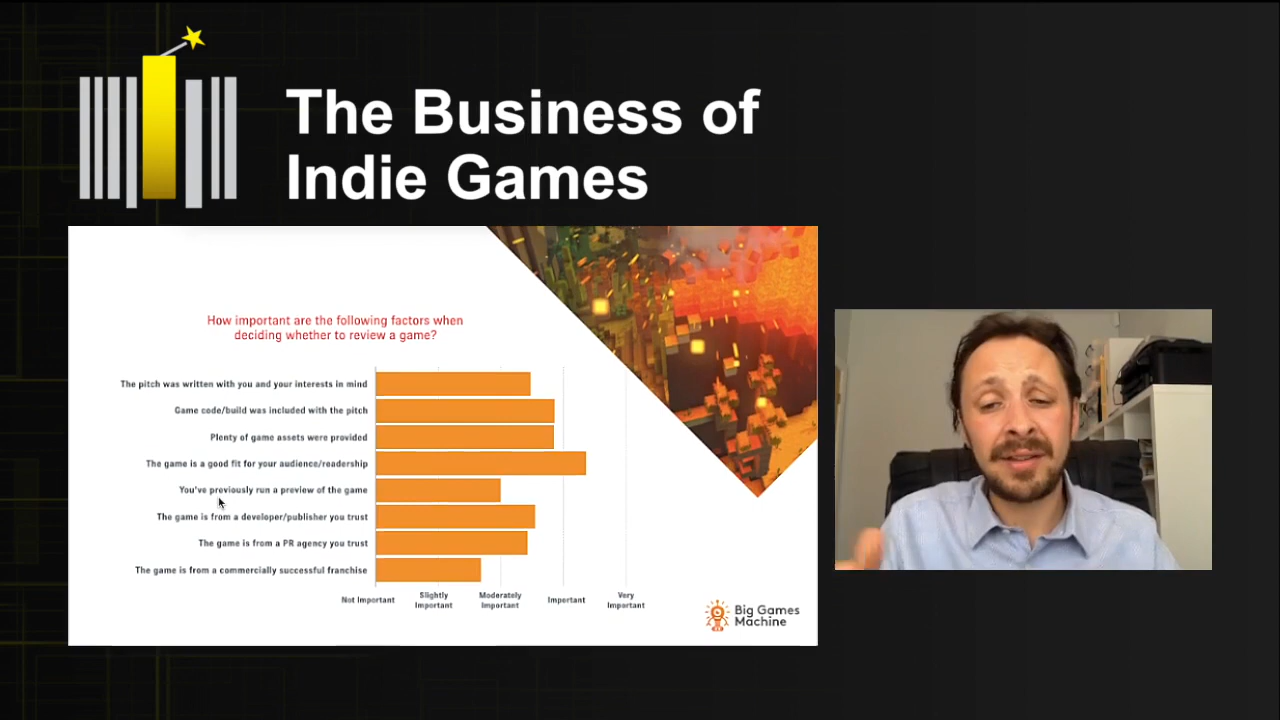 The Business of
Indie Games
How important are the following factors when
deciding whether to review a game?
The pitch was written with you and your interests in mind
Game code/build was included with the pitch
Plenty of game assets were provided
The game is a good fit for your audience/readership
You've previously run a preview of the game
The game is from a developer/publisher you trust
The game is from a PR agency you trust
The game is from a commercially successful franchise
Not Important
Slightly
Important
Moderately
Important
Important
Very
Important
Big Games
Machine